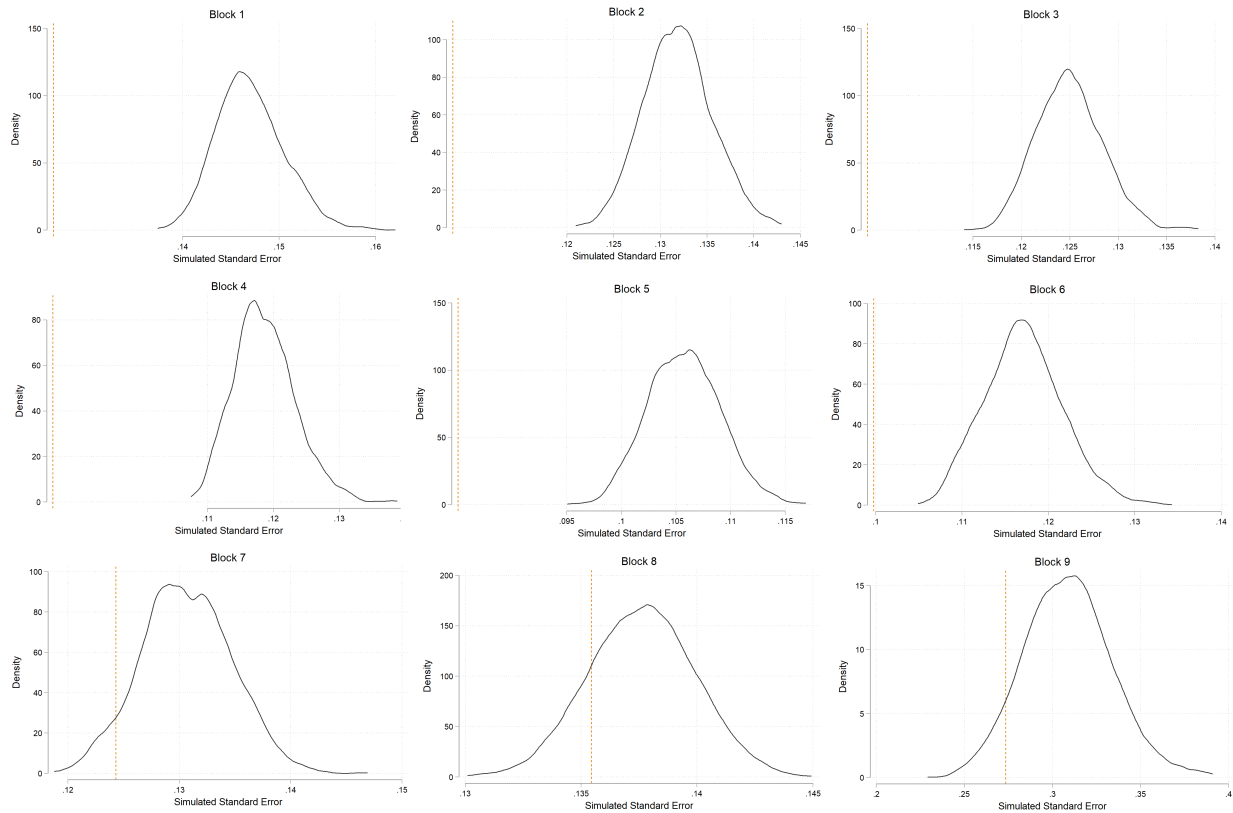 Block 1
150
100
50
0
Density
.14 .15 .16
Simulated Standard Error
Block 2
100
80
60
40
20
0
Density
.12 .125 .13 .135 .14 .145
Simulated Standard Error
Block 3
150
100
50
0
Density
.115 .12 .125 .13 .135 .14
Simulated Standard Error
Block 4
80
60
40
20
0
Density
.11 .12 .13
Simulated Standard Error
Block 5
150
100
50
0
Density
.095 .1 .105 .11 .115
Simulated Standard Error
Block 6
100
80
60
40
20
0
Density
.1 .11 .12 .13 .14
Simulated Standard Error
Block 7
100
80
60
40
20
0
Density
.12 .13 .14 .15
Simulated Standard Error
Block 8
200
150
100
50
0
Density
.13 .135 .14 .145
Simulated Standard Error
Block 9
15
10
5
0
Density
.2 .25 .3 .35 .4
Simulated Standard Error